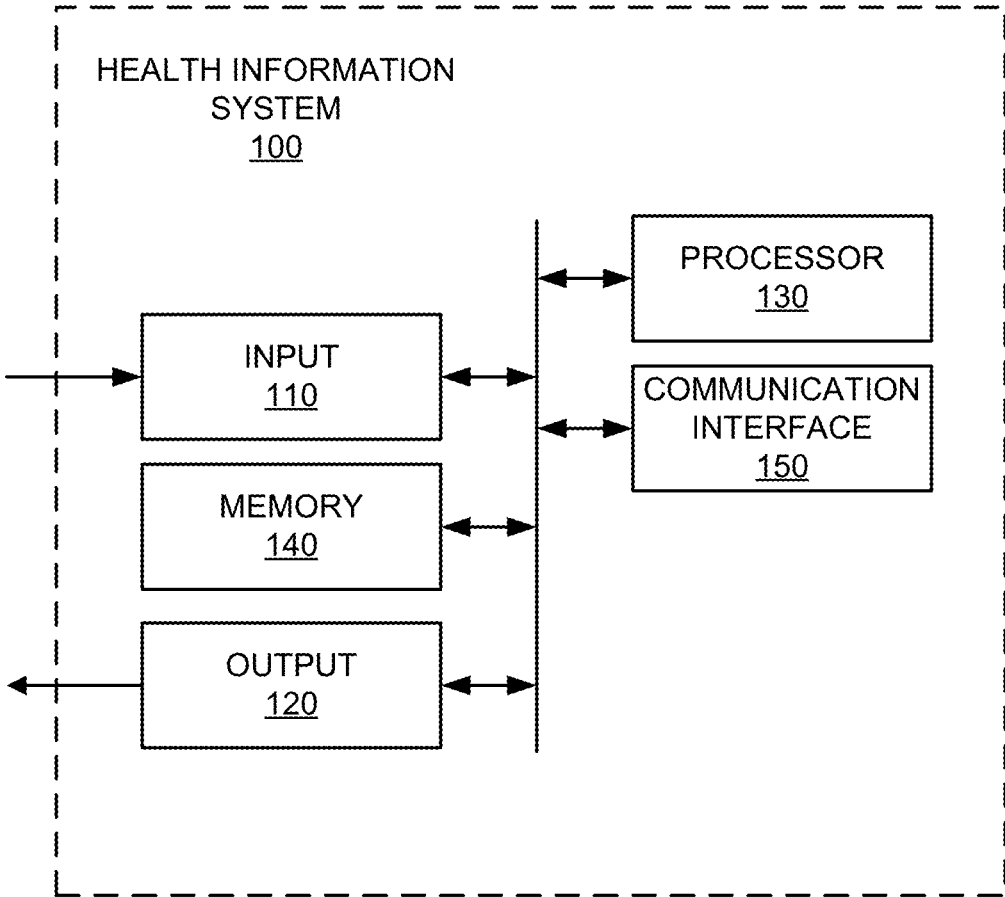 HEALTH INFORMATION
SYSTEM
100
PROCESSOR
130
INPUT
110
COMMUNICATION
INTERFACE
150
MEMORY
140
OUTPUT
120